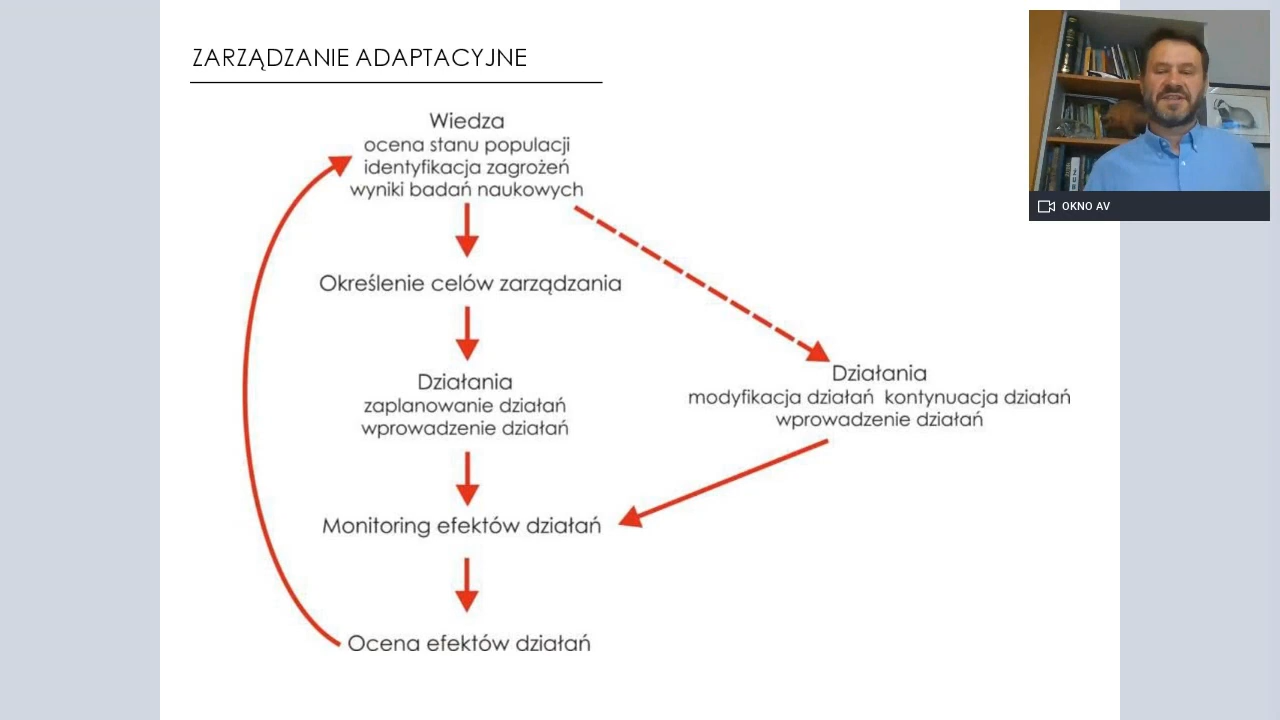 ZARZĄDZANIE ADAPTACYJNE
Wiedza
ocena stanu populacji
identyfikacja zagrożeń
wyniki badań naukowych
Określenie celów zarządzania
Działania
zaplanowanie działań
wprowadzenie działań
Działania
modyfikacja działań kontynuacja działań
wprowadzenie działań
Monitoring efektów działań
Ocena efektów działań
OKNO AV